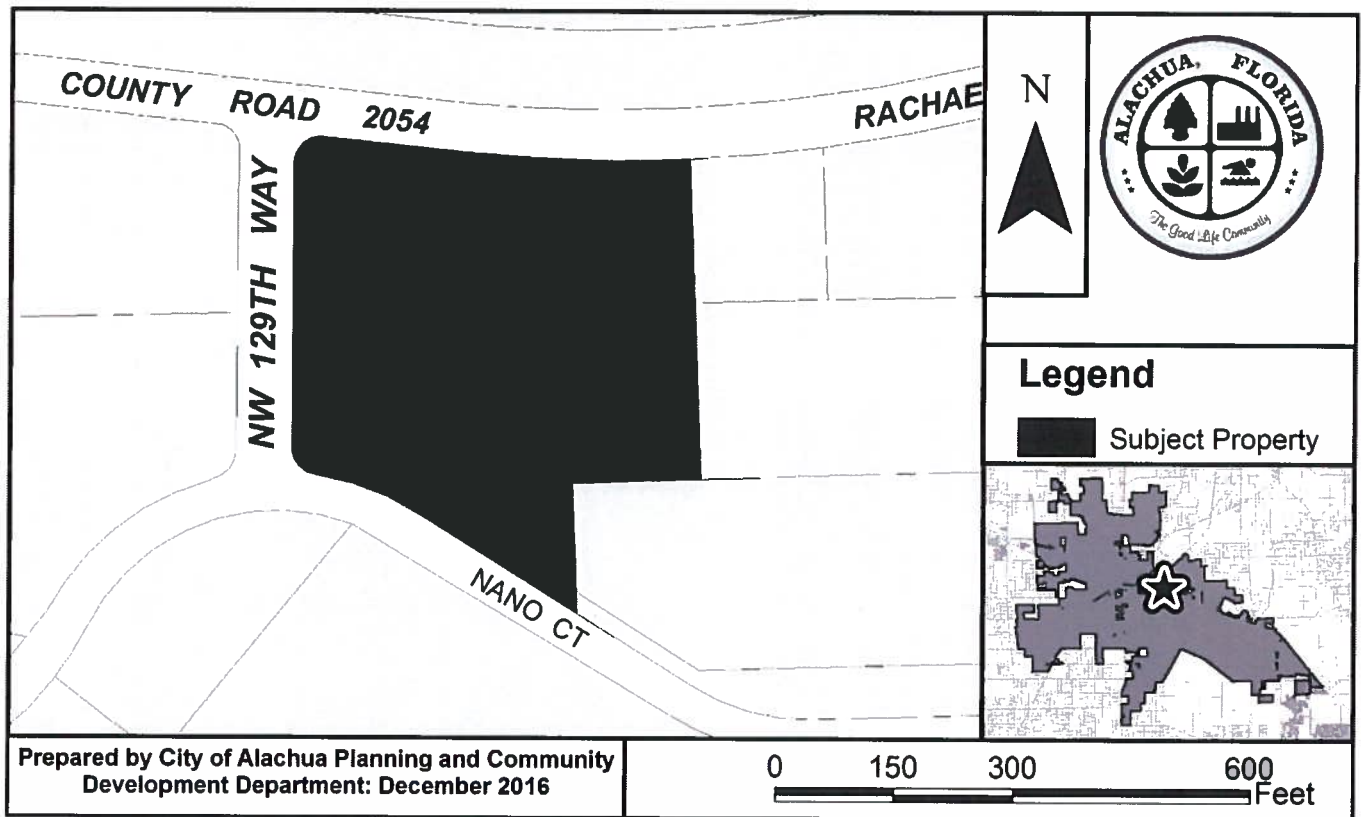 COUNTY ROAD 2054
RACHAE
NW 129TH WAY
NANO CT
N
ALACHUA, FLORIDA
The Good Life Community
Legend
Subject Property
Prepared by City of Alachua Planning and Community
Development Department: December 2016
0 150 300 600
Feet